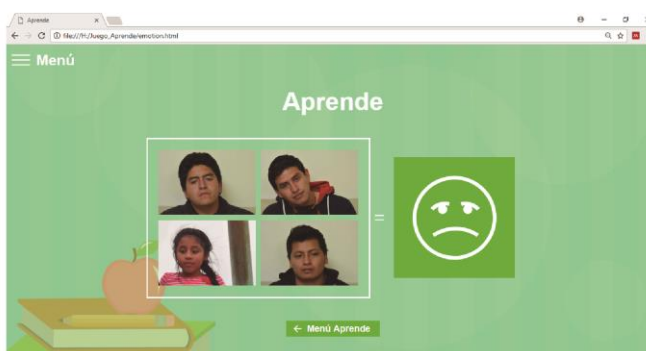 Aprende
file:///H:/Juego_Aprende/emotion.html
Menú
Aprende
=
← Menú Aprende